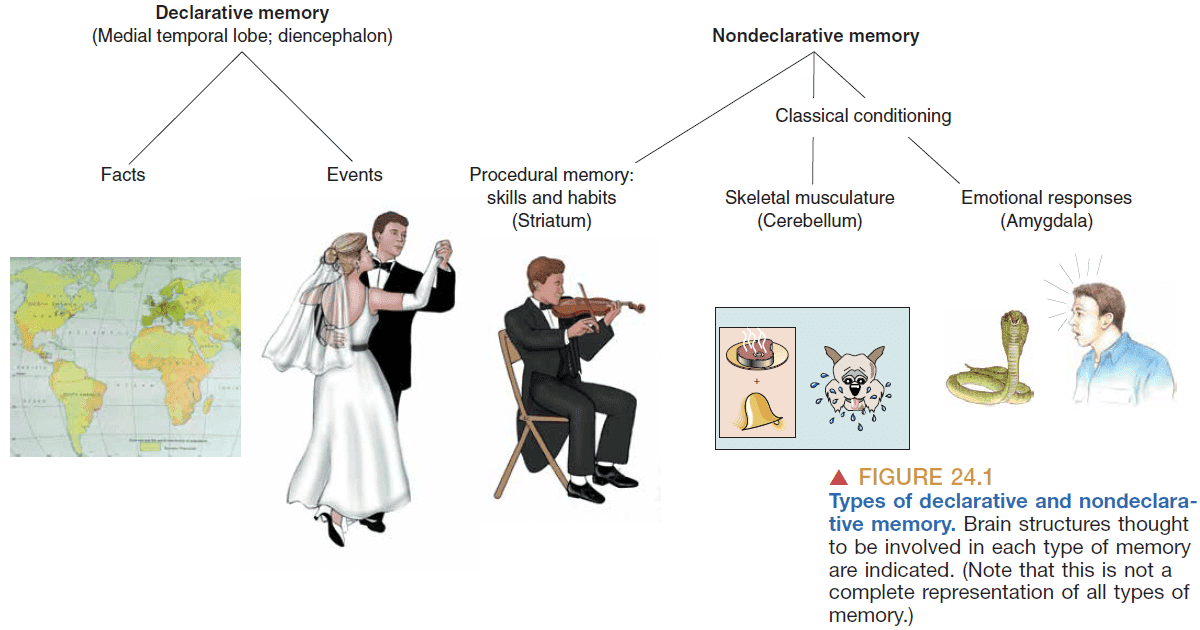 Declarative memory
(Medial temporal lobe; diencephalon)
Nondeclarative memory
Classical conditioning
Facts
Events
Procedural memory:
skills and habits
(Striatum)
Skeletal musculature
(Cerebellum)
Emotional responses
(Amygdala)
+
▲ FIGURE 24.1
Types of declarative and nondeclara-
tive memory. Brain structures thought
to be involved in each type of memory
are indicated. (Note that this is not a
complete representation of all types of
memory.)